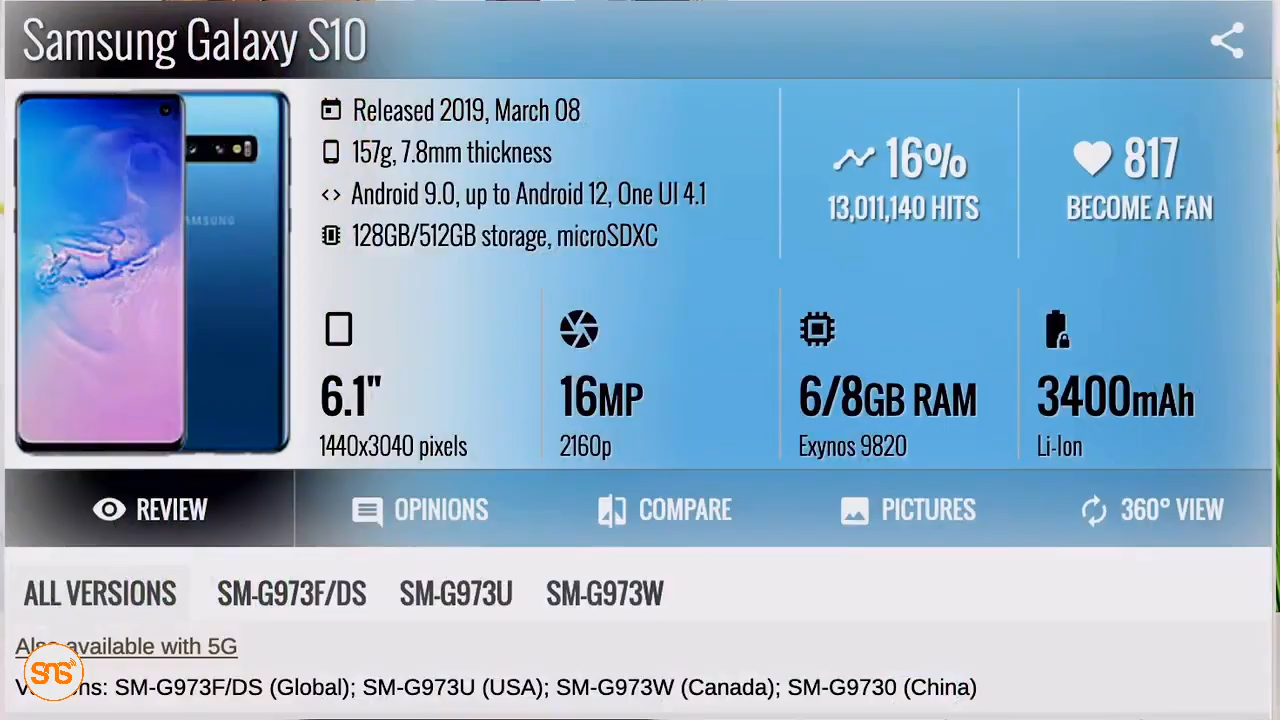 Samsung Galaxy S10
Released 2019, March 08
157g, 7.8mm thickness
Android 9.0, up to Android 12, One UI 4.1
128GB/512GB storage, microSDXC
16%
13,011,140 HITS
817
BECOME A FAN
SAMSUNG
6.1"
1440x3040 pixels
16MP
2160p
6/8GB RAM
Exynos 9820
3400mAh
Li-Ion
REVIEW
OPINIONS
COMPARE
PICTURES
360° VIEW
ALL VERSIONS SM-G973F/DS SM-G973U SM-G973W
Also available with 5G
SNS
SM-G973F/DS (Global); SM-G973U (USA); SM-G973W (Canada); SM-G9730 (China)